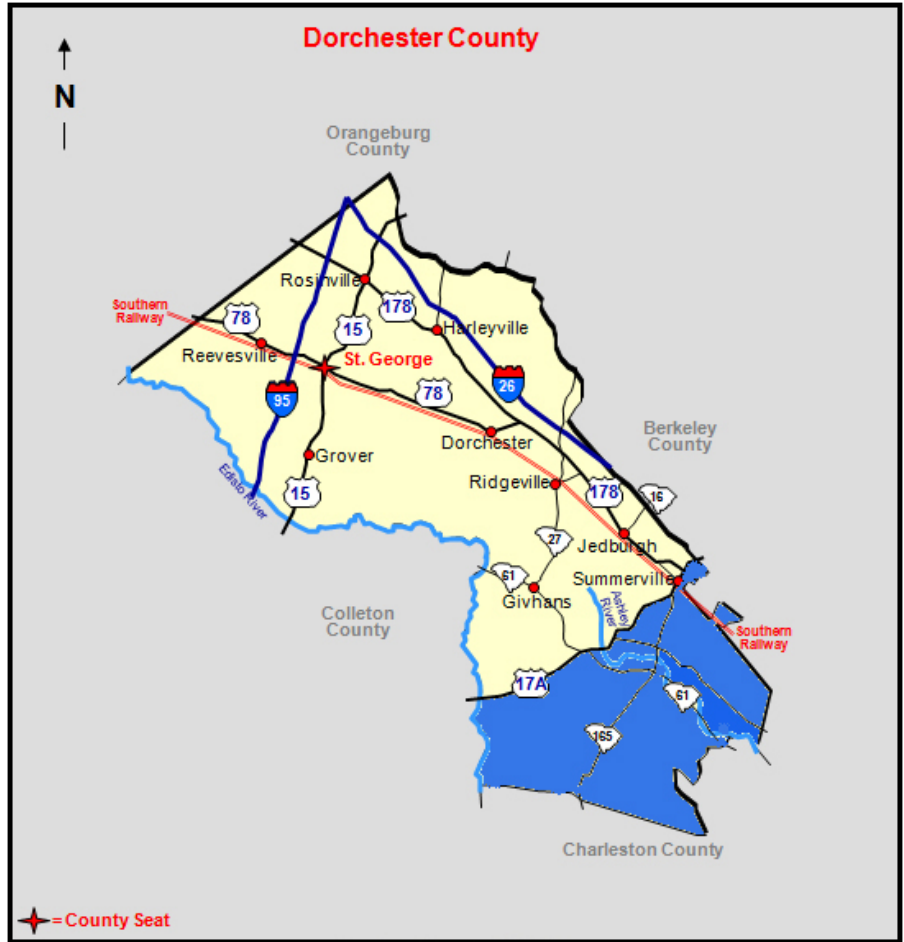 Dorchester County
N
Orangeburg
County
Rosinville
Southern
Railway
78
178
15
Harleyville
Reevesville
St. George
26
78
95
Dorchester
Berkeley
County
Grover
Ridgeville
Edisto River
15
178
16
27
Jedburgh
61
Summerville
Givhans
Ashley
River
Colleton
County
Southern
Railway
17A
61
165
Charleston County
= County Seat